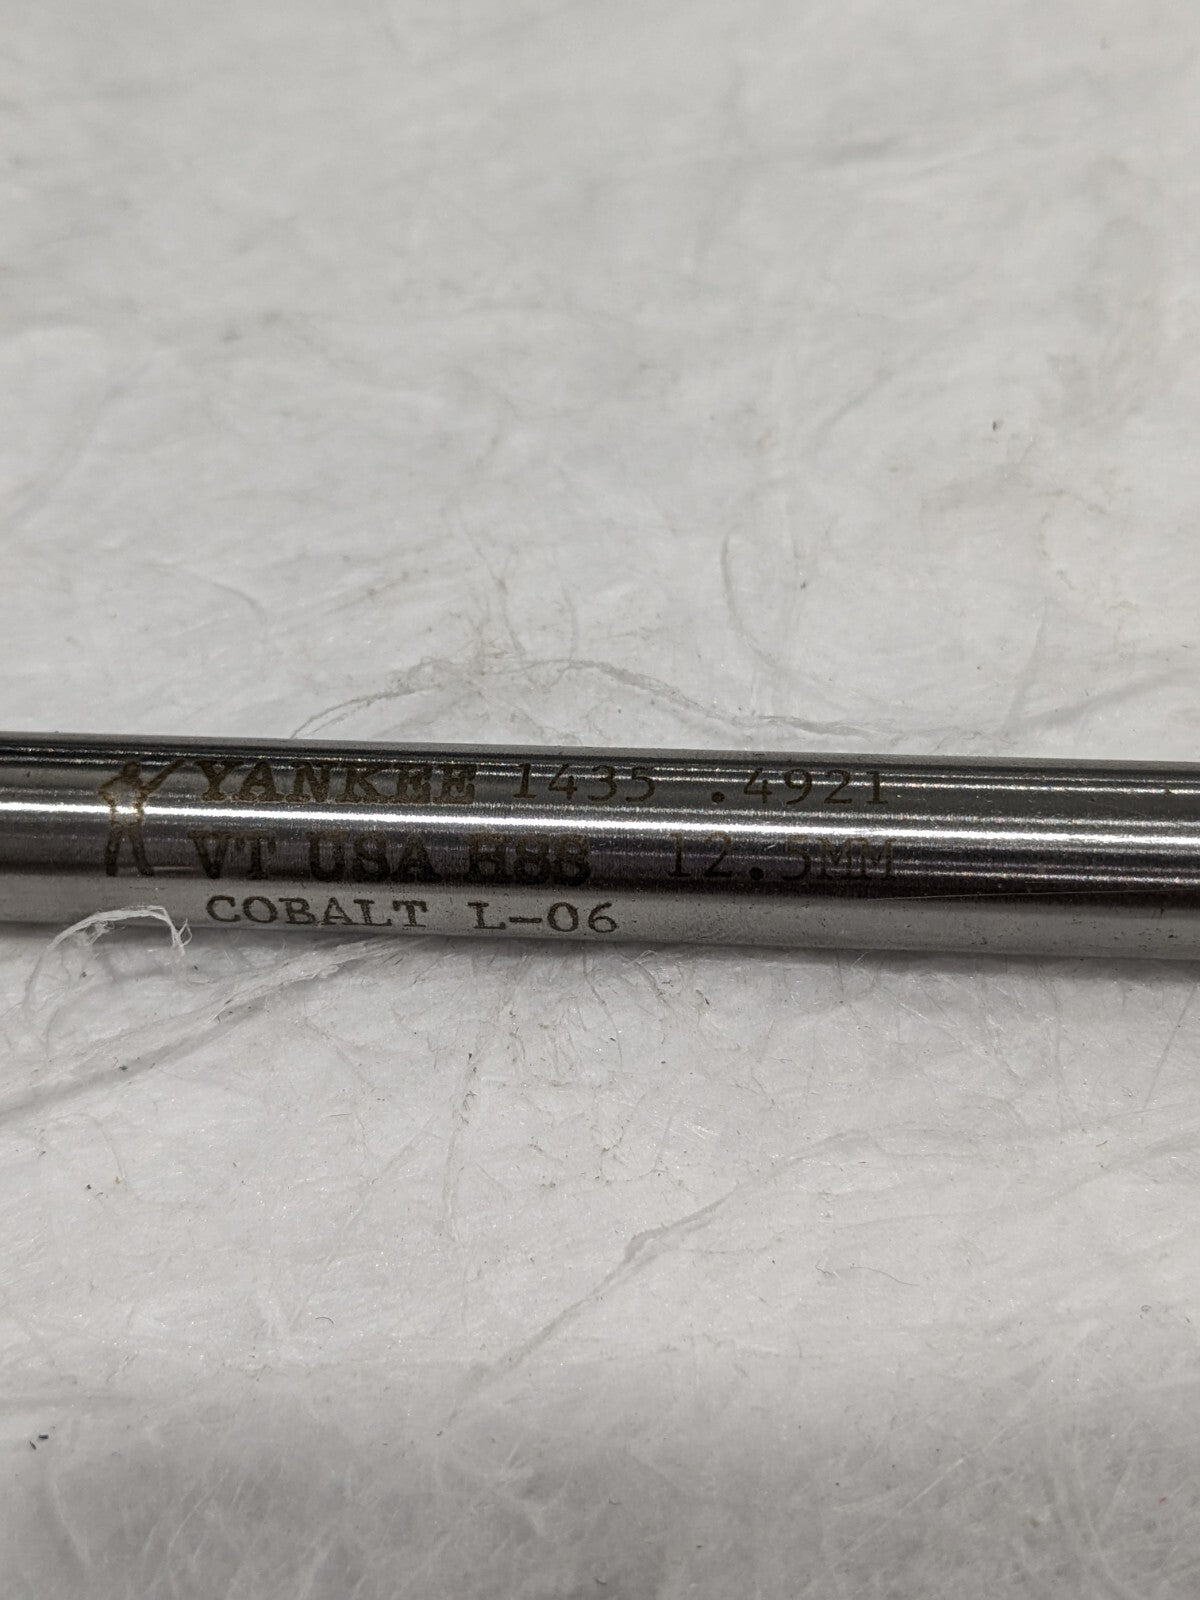 YANKEE 1435 .4921
VT USA HSS 12.5MM
COBALT L-06